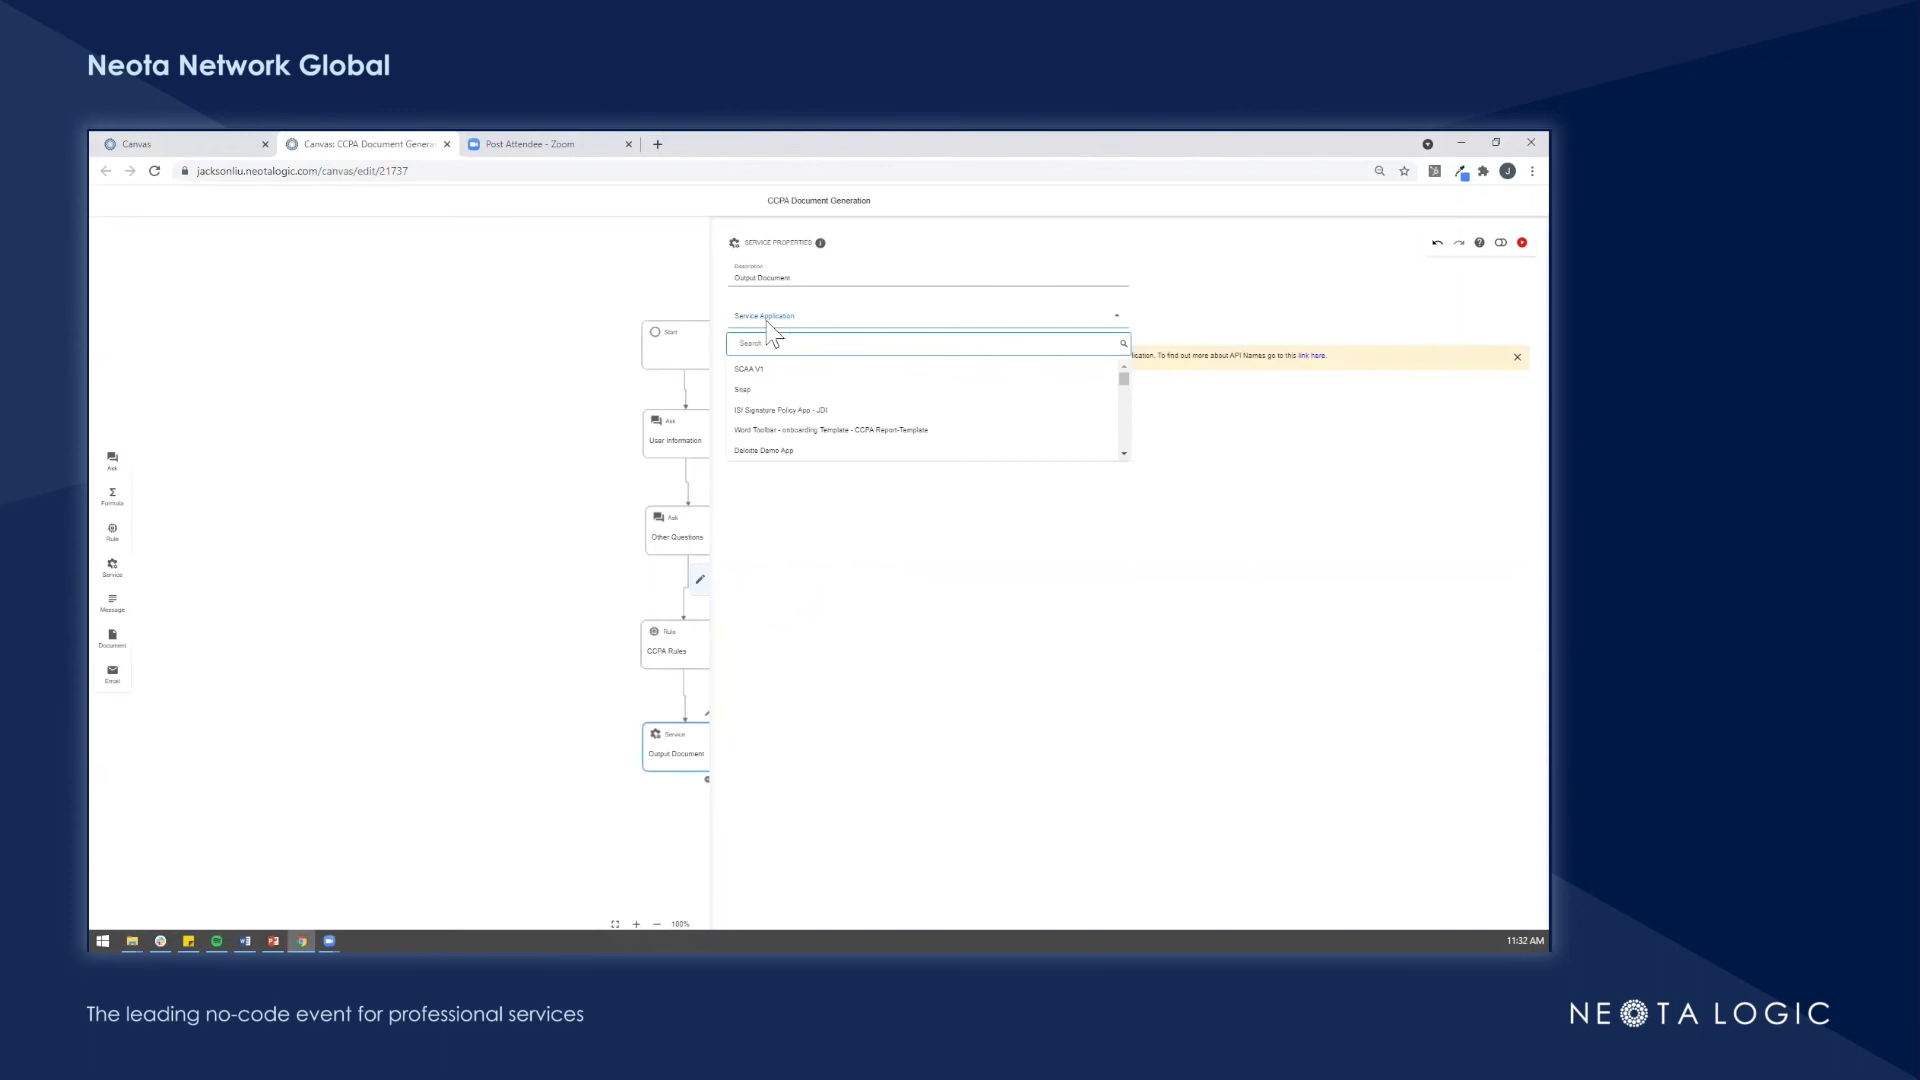 Neota Network Global
Canvas
Canvas: CCPA Document Genera
Post Attendee - Zoom
jacksonliu.neotalogic.com/canvas/edit/21737
J
CCPA Document Generation
SERVICE PROPERTIES
Description
Output Document
Service Application
Search
lication. To find out more about API Names go to this link here.
SCAA V1
Snap
ISI Signature Policy App - JDI
Word Toolbar - onboarding Template - CCPA Report-Template
Deloitte Demo App
Start
Ask
User Information
Ask
Other Questions
Rule
CCPA Rules
Service
Output Document
Ask
Formula
Rule
Service
Message
Document
Email
100%
11:32 AM
The leading no-code event for professional services
NEOTA LOGIC